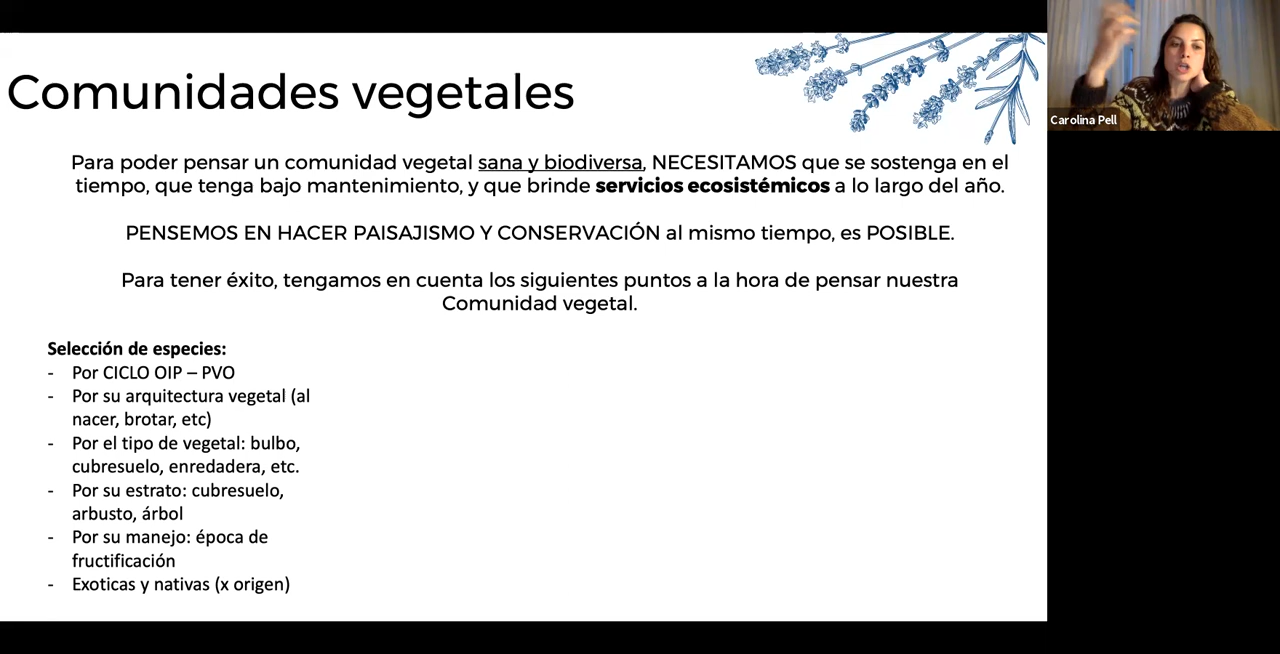 Comunidades vegetales
Carolina Pell
Para poder pensar un comunidad vegetal sana y biodiversa, NECESITAMOS que se sostenga en el
tiempo, que tenga bajo mantenimiento, y que brinde servicios ecosistémicos a lo largo del año.
PENSEMOS EN HACER PAISAJISMO Y CONSERVACIÓN al mismo tiempo, es POSIBLE.
Para tener éxito, tengamos en cuenta los siguientes puntos a la hora de pensar nuestra
Comunidad vegetal.
Selección de especies:
- Por CICLO OIP – PVO
- Por su arquitectura vegetal (al
nacer, brotar, etc)
- Por el tipo de vegetal: bulbo,
cubresuelo, enredadera, etc.
- Por su estrato: cubresuelo,
arbusto, árbol
- Por su manejo: época de
fructificación
- Exoticas y nativas (x origen)